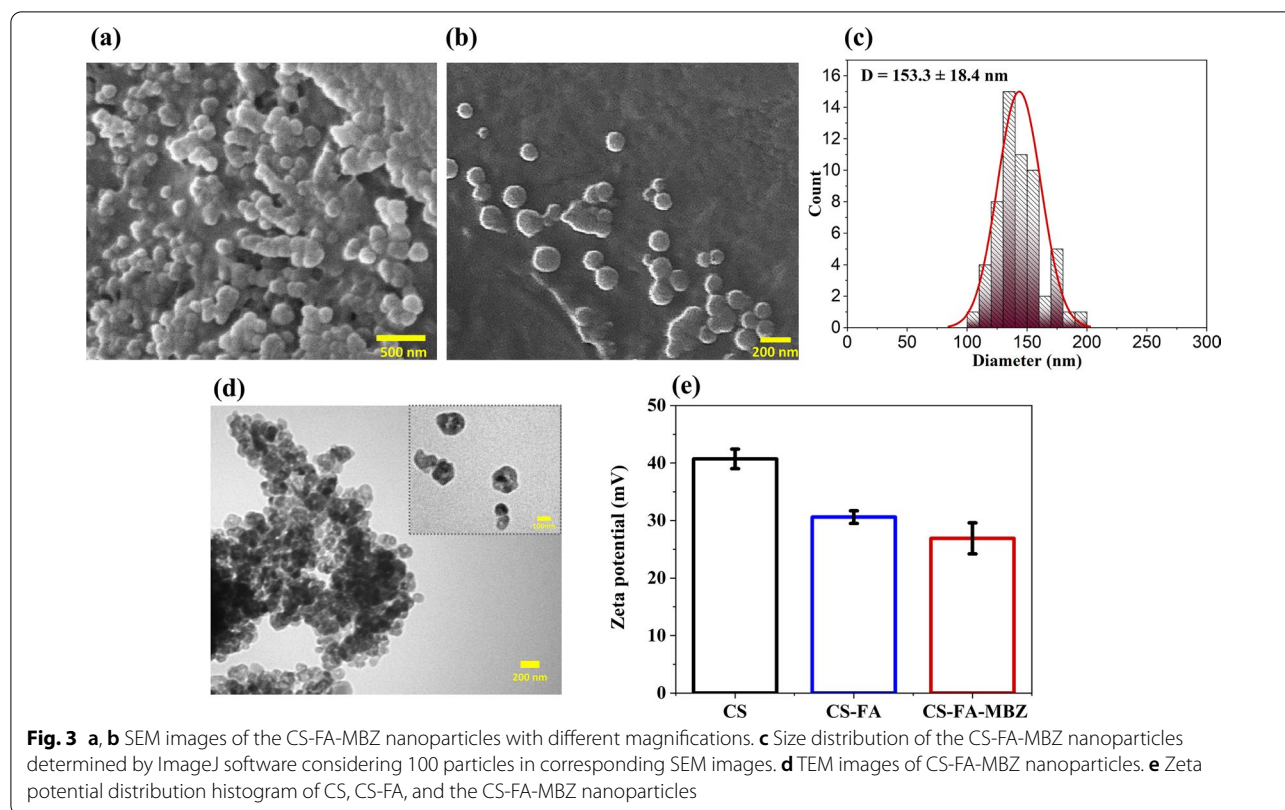 (a)
500 nm
(b)
200 nm
(c)
D = 153.3 ± 18.4 nm
16
14
12
10
8
6
4
2
0
Count
0 50 100 150 200 250 300
Diameter (nm)
(d)
100 nm
200 nm
(e)
50
40
30
20
10
0
Zeta potential (mV)
CS CS-FA CS-FA-MBZ
Fig. 3 a, b SEM images of the CS-FA-MBZ nanoparticles with different magnifications. c Size distribution of the CS-FA-MBZ nanoparticles
determined by ImageJ software considering 100 particles in corresponding SEM images. d TEM images of CS-FA-MBZ nanoparticles. e Zeta
potential distribution histogram of CS, CS-FA, and the CS-FA-MBZ nanoparticles